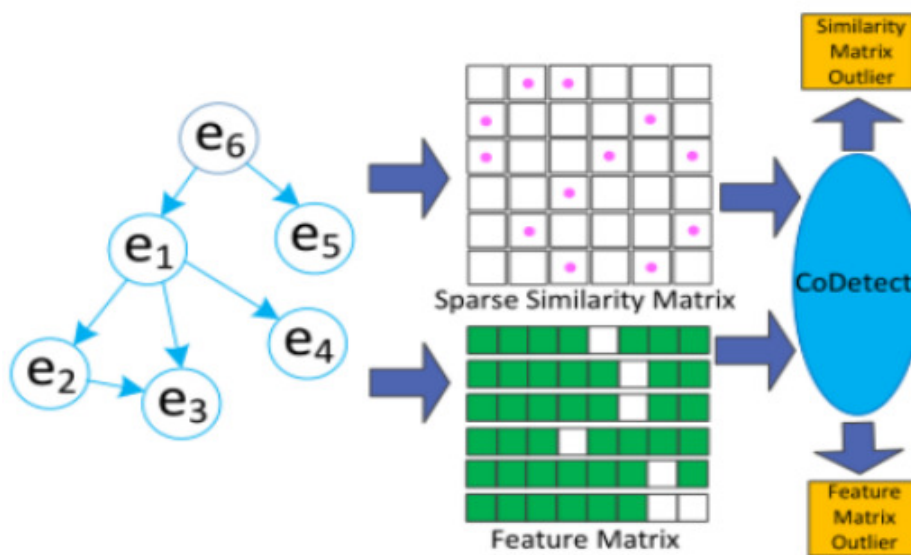 Similarity
Matrix
Outlier
e6
e1
e5
e4
e2
e3
Sparse Similarity Matrix
CoDetect
Feature Matrix
Feature
Matrix
Outlier